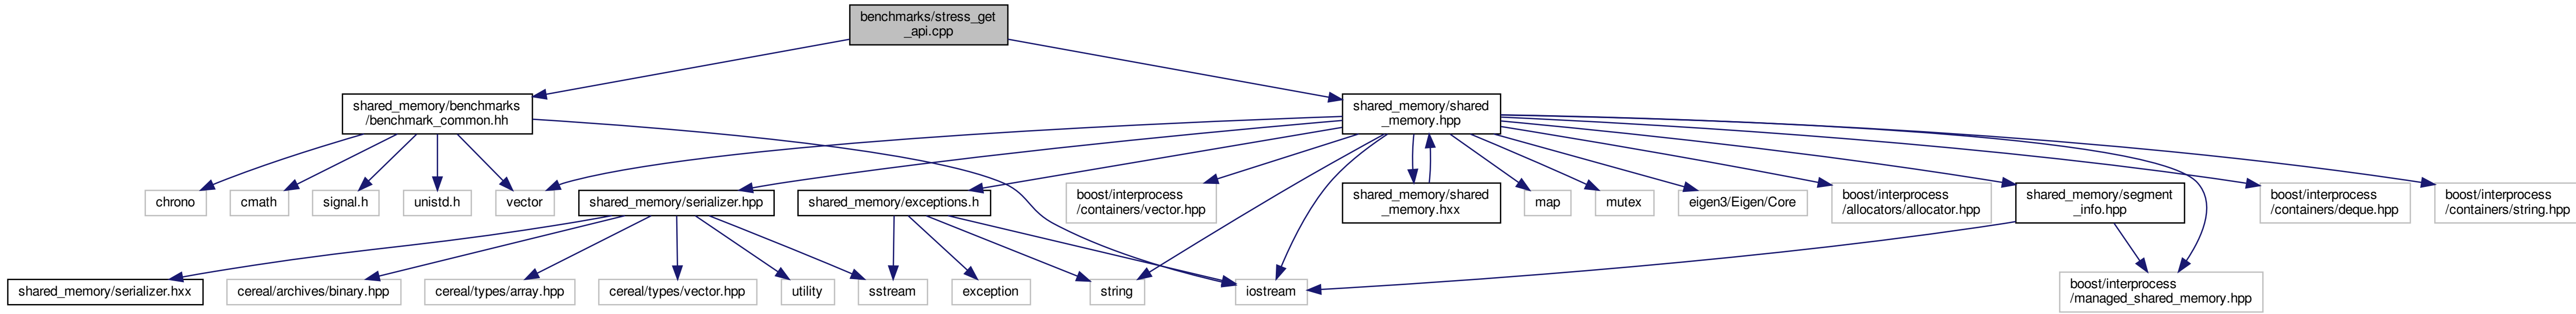 benchmarks/stress_get
_api.cpp
shared_memory/benchmarks
/benchmark_common.hh
shared_memory/shared
_memory.hpp
chrono
cmath
signal.h
unistd.h
vector
shared_memory/serializer.hpp
shared_memory/exceptions.h
boost/interprocess
/containers/vector.hpp
shared_memory/shared
_memory.hxx
map
mutex
eigen3/Eigen/Core
boost/interprocess
/allocators/allocator.hpp
shared_memory/segment
_info.hpp
boost/interprocess
/containers/deque.hpp
boost/interprocess
/containers/string.hpp
shared_memory/serializer.hxx
cereal/archives/binary.hpp
cereal/types/array.hpp
cereal/types/vector.hpp
utility
sstream
exception
string
iostream
boost/interprocess
/managed_shared_memory.hpp